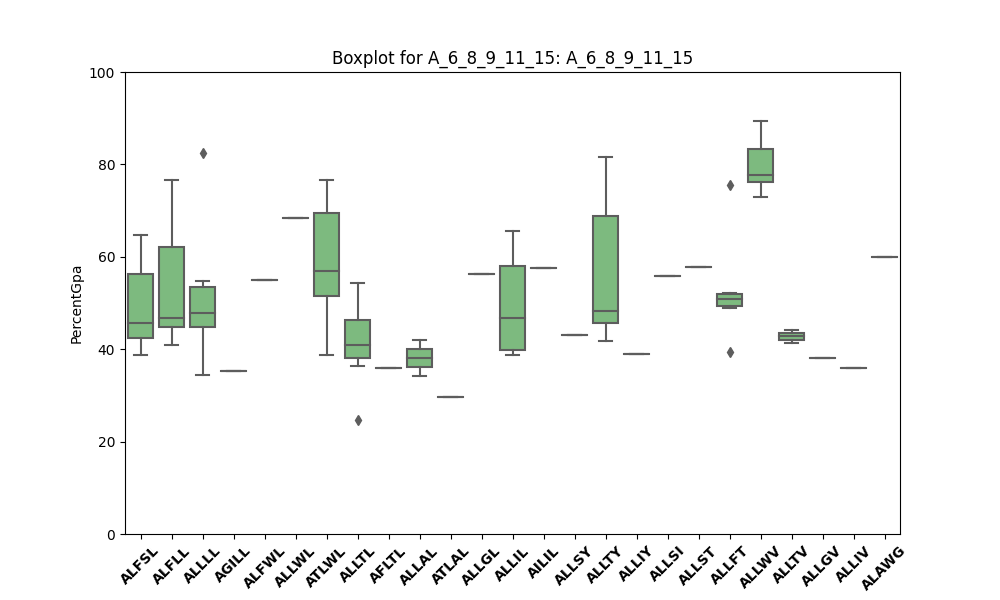 Boxplot for A_6_8_9_11_15: A_6_8_9_11_15
100
80
60
40
20
0
PercentGpa
ALFSL
ALFLL
ALLLL
AGILL
ALFWL
ALLWL
ATLWL
ALLTL
AFLTL
ALLAL
ATLAL
ALLGL
ALLIL
AILIL
ALLSY
ALLTY
ALLIY
ALLSI
ALLST
ALLFT
ALLWV
ALLTV
ALLGV
ALLIV
ALAWG